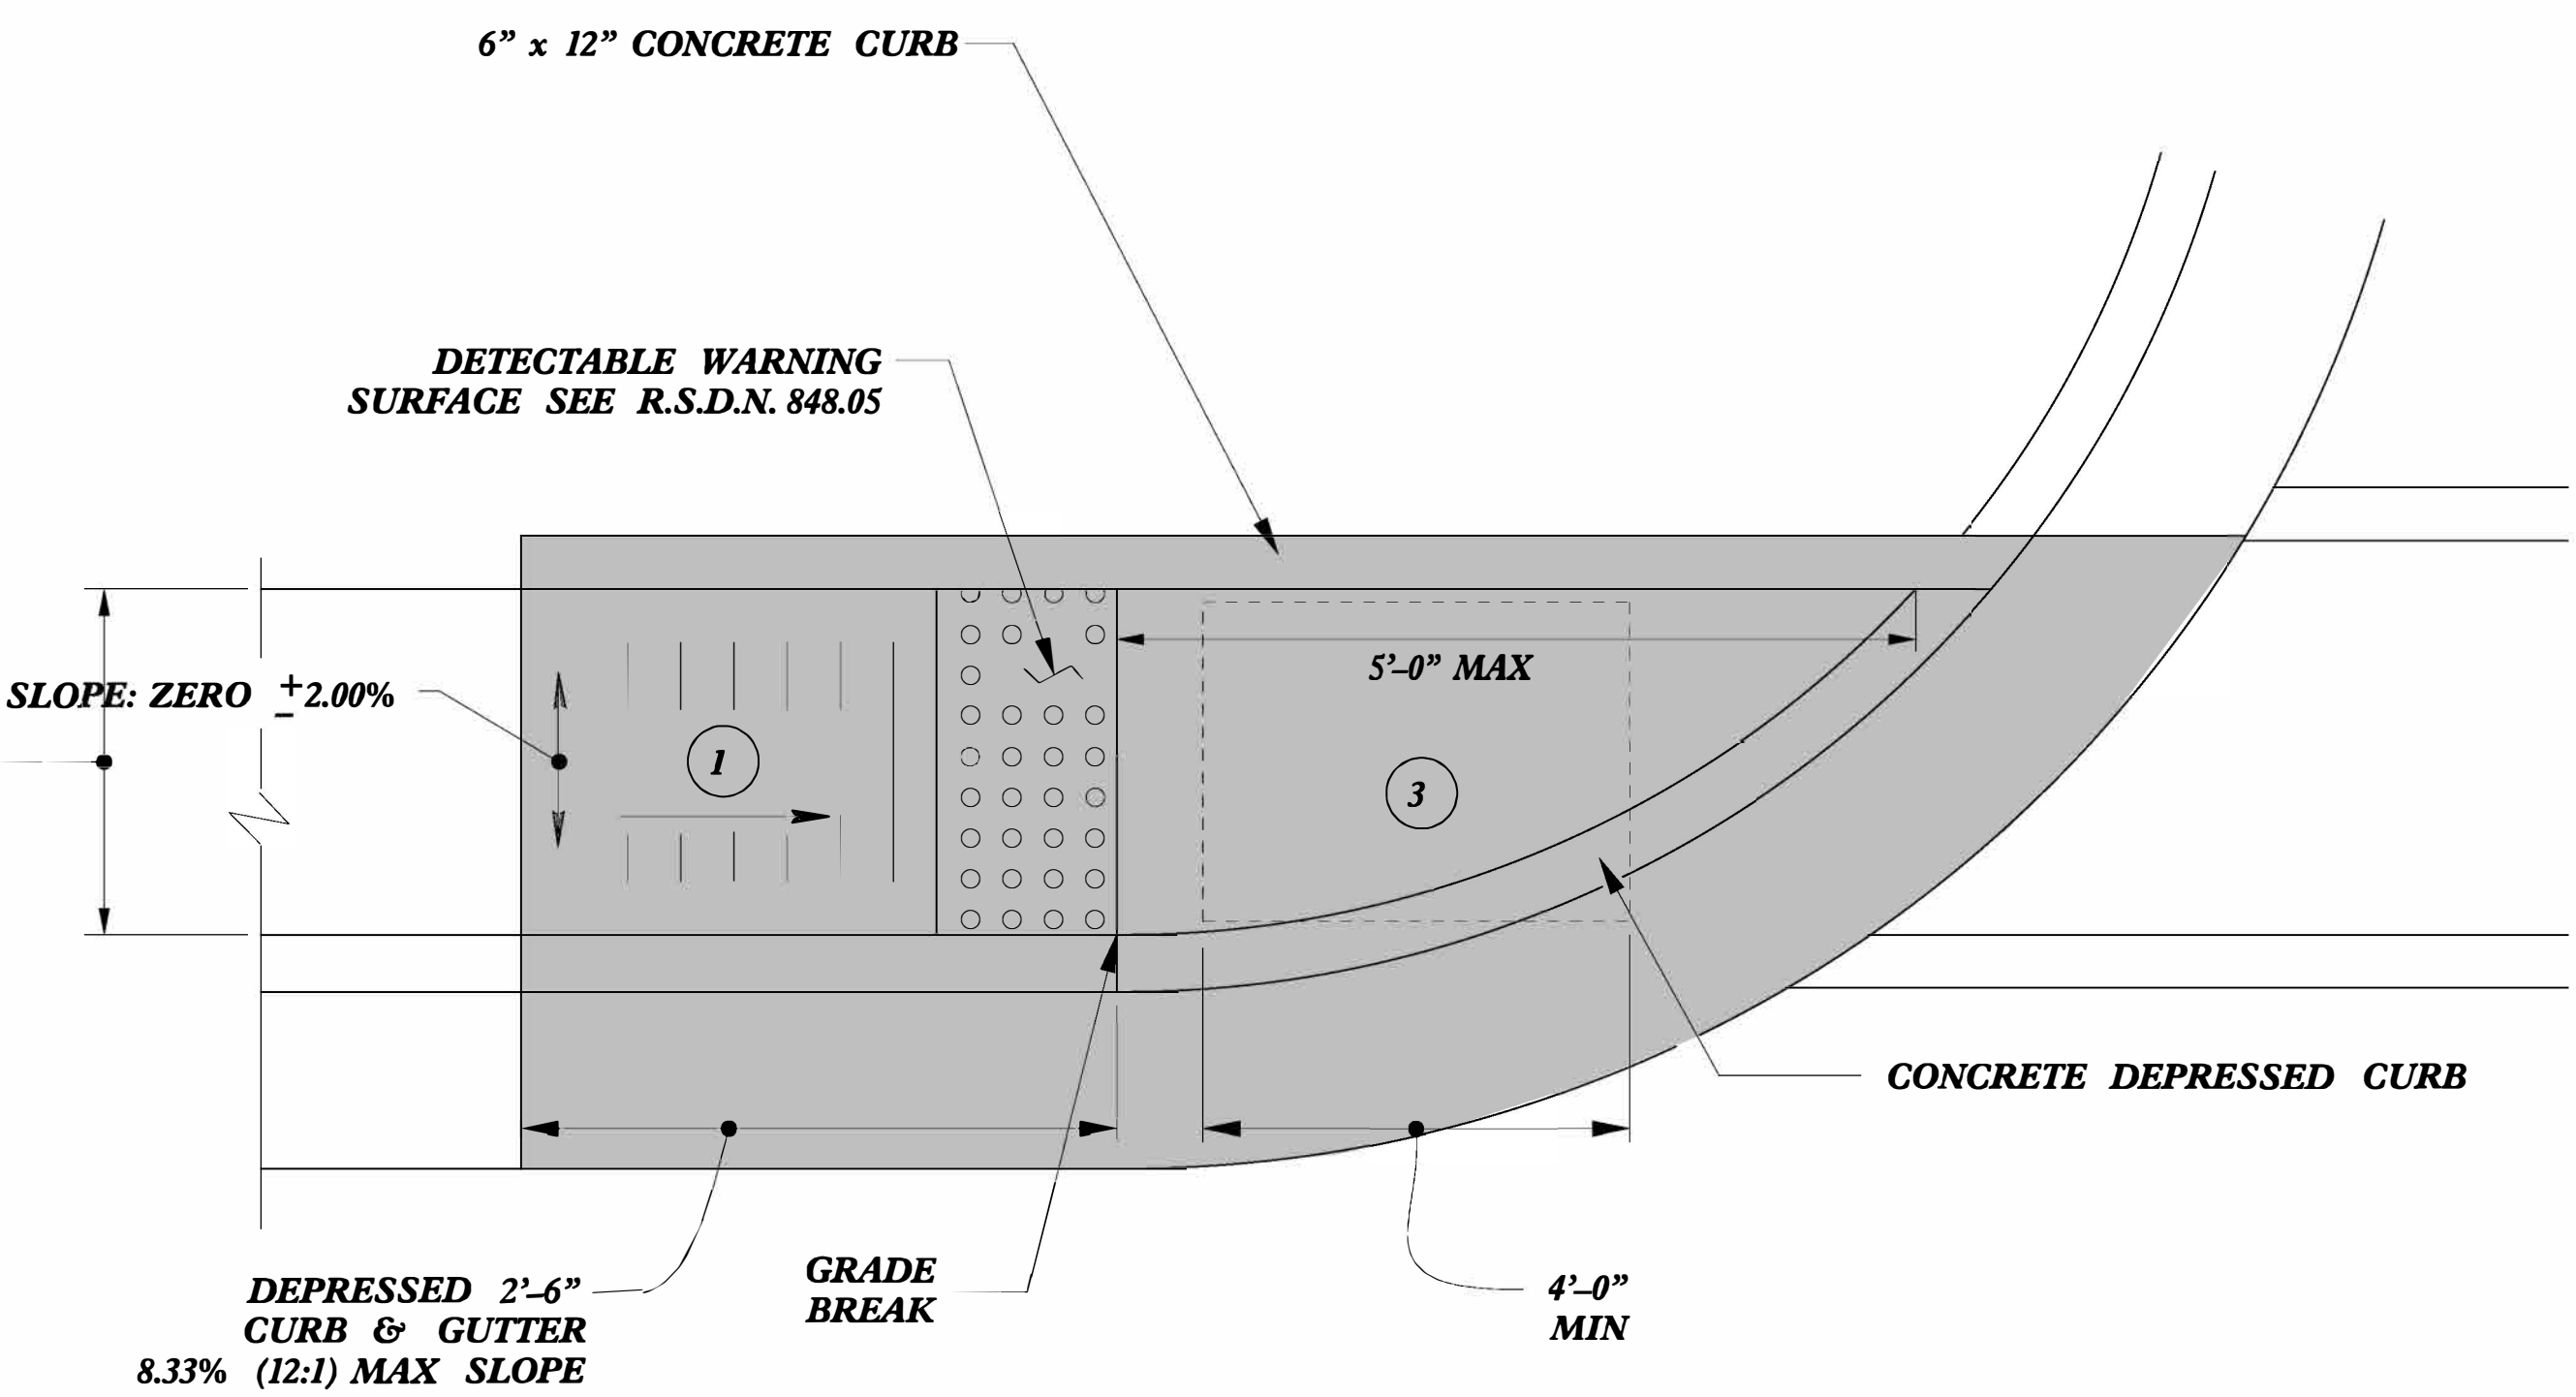 6” x 12” CONCRETE CURB
DETECTABLE WARNING
SURFACE SEE R.S.D.N. 848.05
SLOPE: ZERO ± 2.00%
5’–0” MAX
1
3
CONCRETE DEPRESSED CURB
DEPRESSED 2’–6”
CURB & GUTTER
8.33% (12:1) MAX SLOPE
GRADE
BREAK
4’–0”
MIN